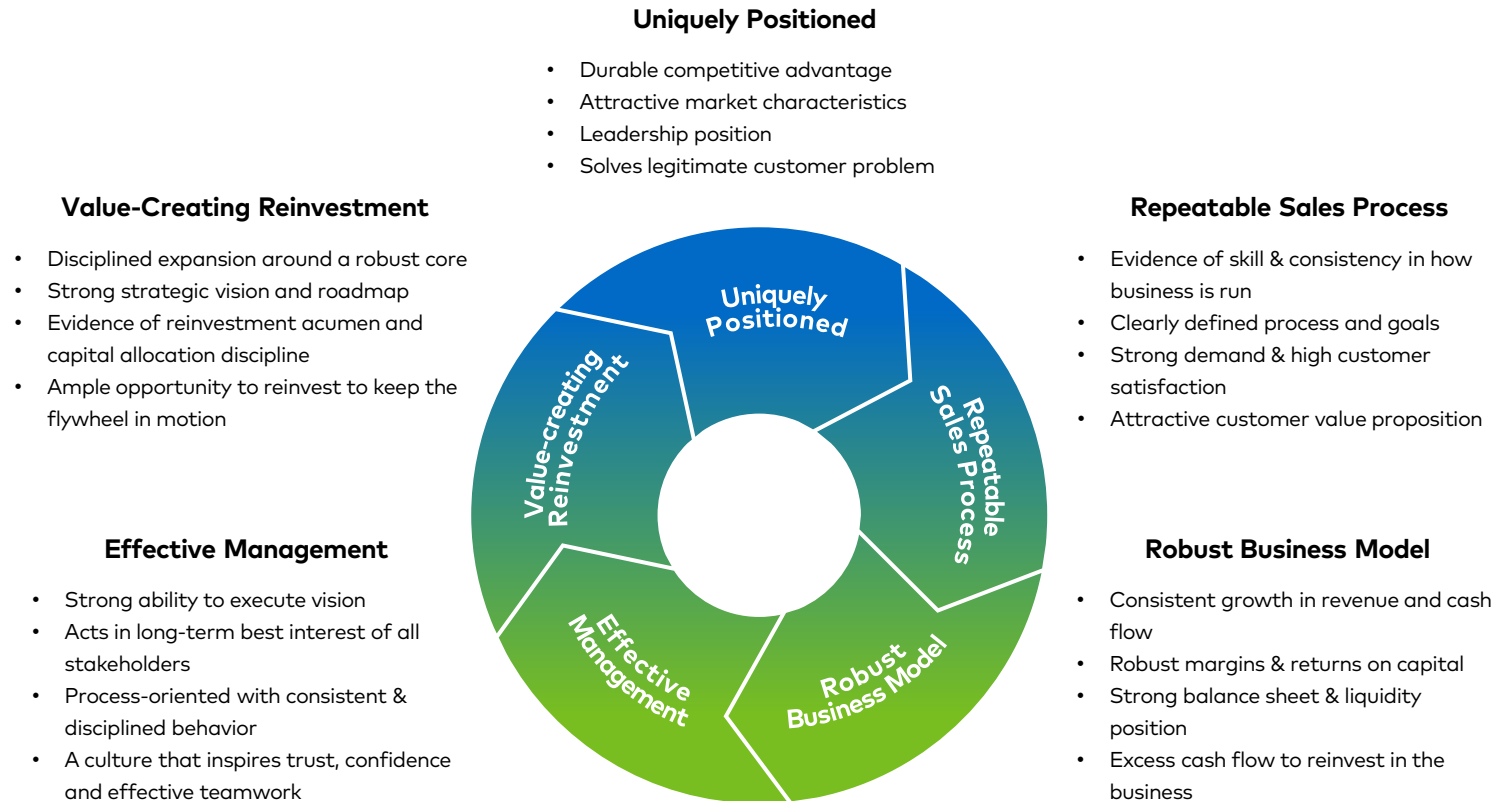 Uniquely Positioned
• Durable competitive advantage
• Attractive market characteristics
• Leadership position
• Solves legitimate customer problem
Value-Creating Reinvestment
• Disciplined expansion around a robust core
• Strong strategic vision and roadmap
• Evidence of reinvestment acumen and
capital allocation discipline
• Ample opportunity to reinvest to keep the
flywheel in motion
Repeatable Sales Process
• Evidence of skill & consistency in how
business is run
• Clearly defined process and goals
• Strong demand & high customer
satisfaction
• Attractive customer value proposition
Uniquely
Positioned
Repeatable
Sales Process
Robust
Business Model
Effective
Management
Value-creating
Reinvestment
Effective Management
• Strong ability to execute vision
• Acts in long-term best interest of all
stakeholders
• Process-oriented with consistent &
disciplined behavior
• A culture that inspires trust, confidence
and effective teamwork
Robust Business Model
• Consistent growth in revenue and cash
flow
• Robust margins & returns on capital
• Strong balance sheet & liquidity
position
• Excess cash flow to reinvest in the
business